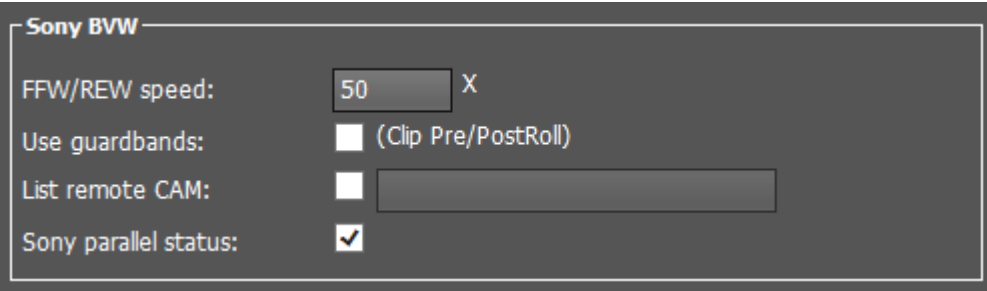 Sony BVW
FFW/REW speed: 50 X
Use guardbands: (Clip Pre/PostRoll)
List remote CAM:
Sony parallel status: